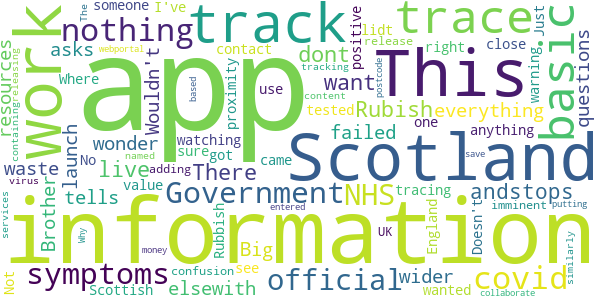 The someone I've nothing track trace lidt release close right warning Just
resources containing releasing Where asks contact positive dont basic
work app This Wouldn't proximity want use Rubish everything questions
wonder watching tested failed one anything
waste launch No sure got came Scotland
live There adding value Government NHS tracing andstops
Brother tells Rubbish named Big see UK England Doesn't imminent putting
information
virus Not symptoms Scottish confusion elsewith official wider wanted covid similarly
services Why money webportal tracking content based entered postcode save collaborate